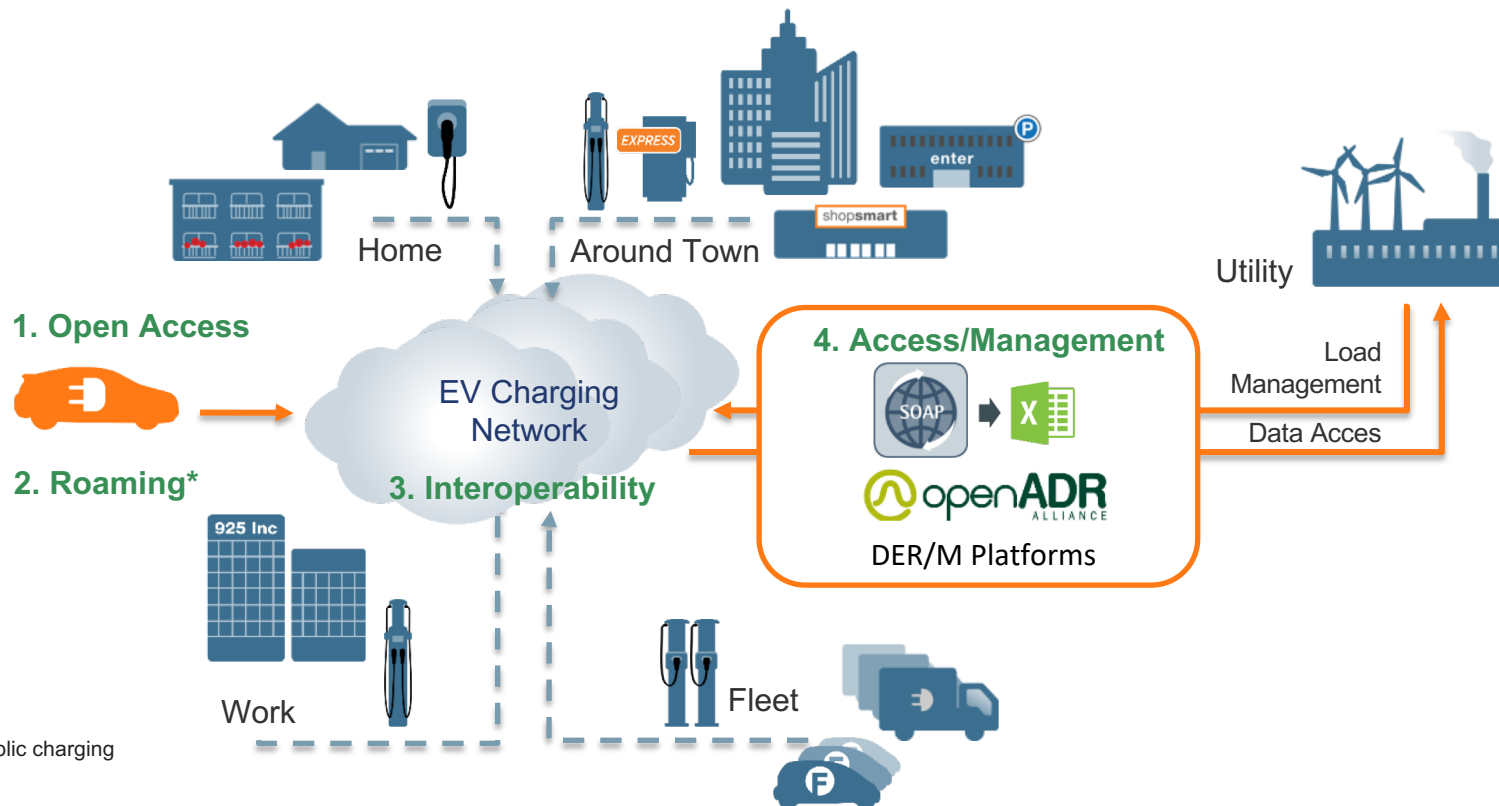 EXPRESS
P
enter
shopsmart
Home
Around Town
Utility
1. Open Access
4. Access/Management
Load
Management
EV Charging
Network
SOAP
X
Data Acces
2. Roaming*
3. Interoperability
openADR
ALLIANCE
925 Inc
DER/M Platforms
Fleet
Work
F
F
blic charging